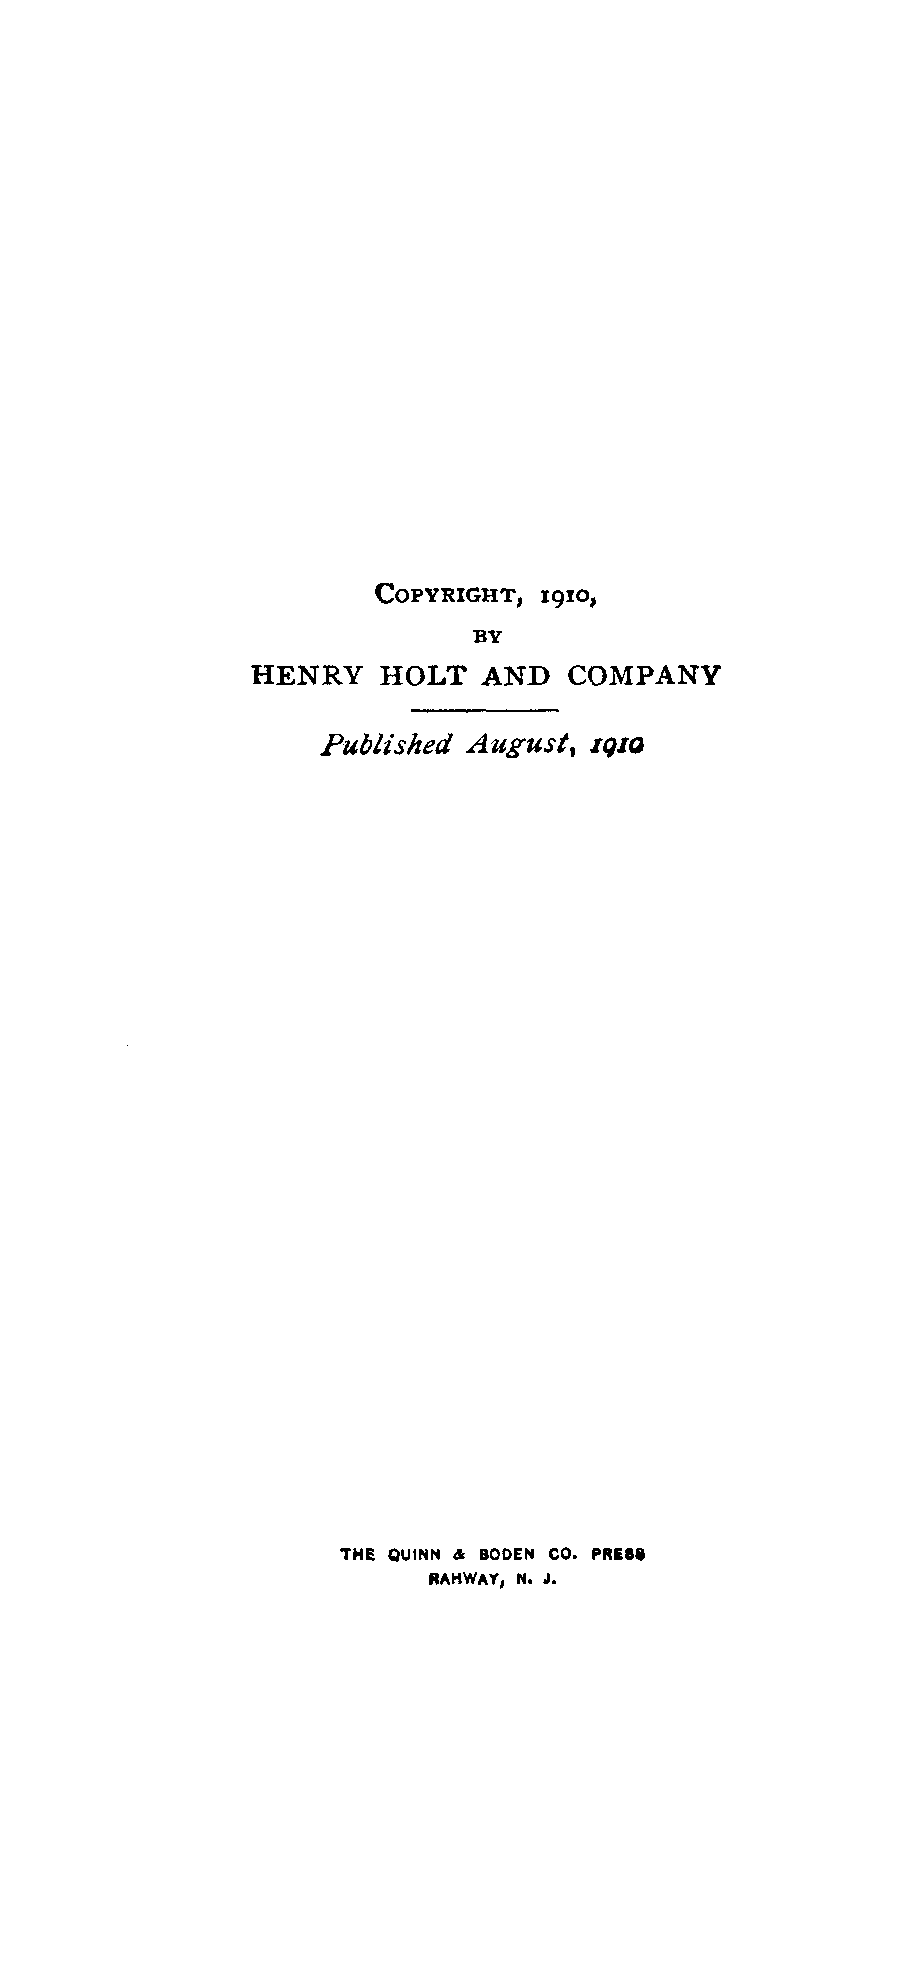 Copyright, 1910,
BY
HENRY HOLT AND COMPANY
Published August, 1910
THE QUINN & BODEN CO. PRESS
RAHWAY, N. J.